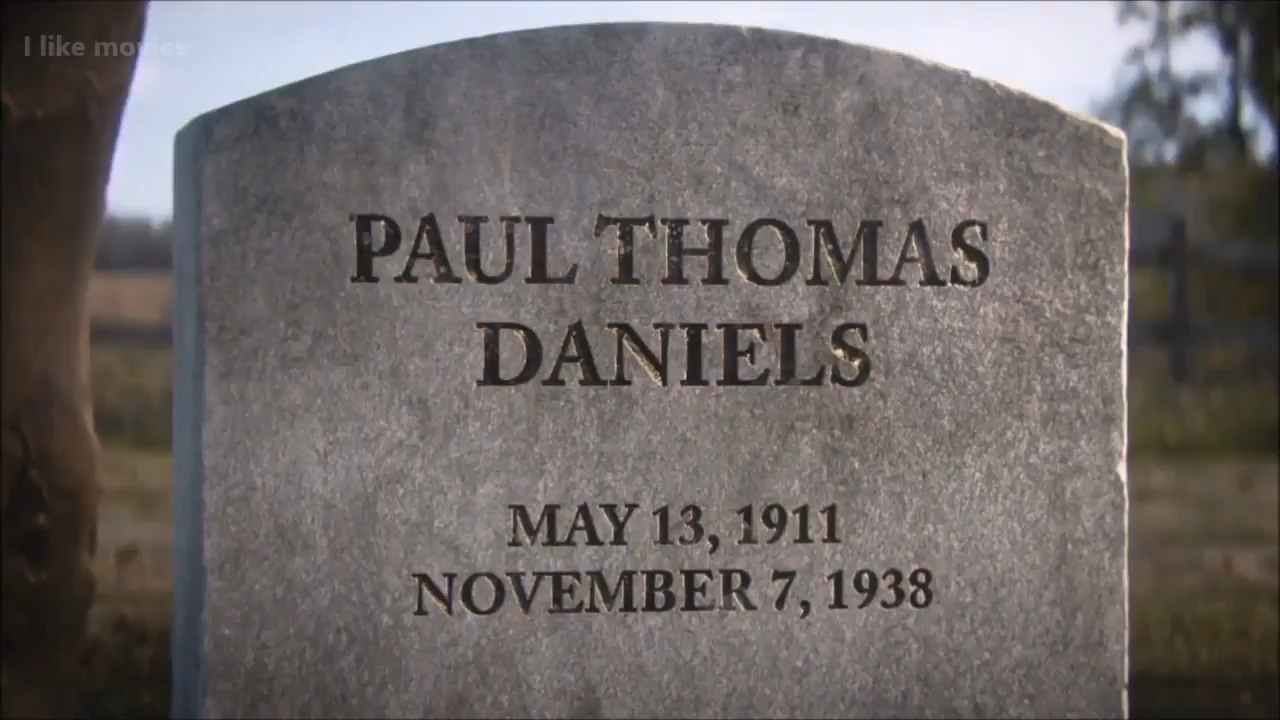 I like movies
PAUL THOMAS
DANIELS
MAY 13, 1911
NOVEMBER 7, 1938